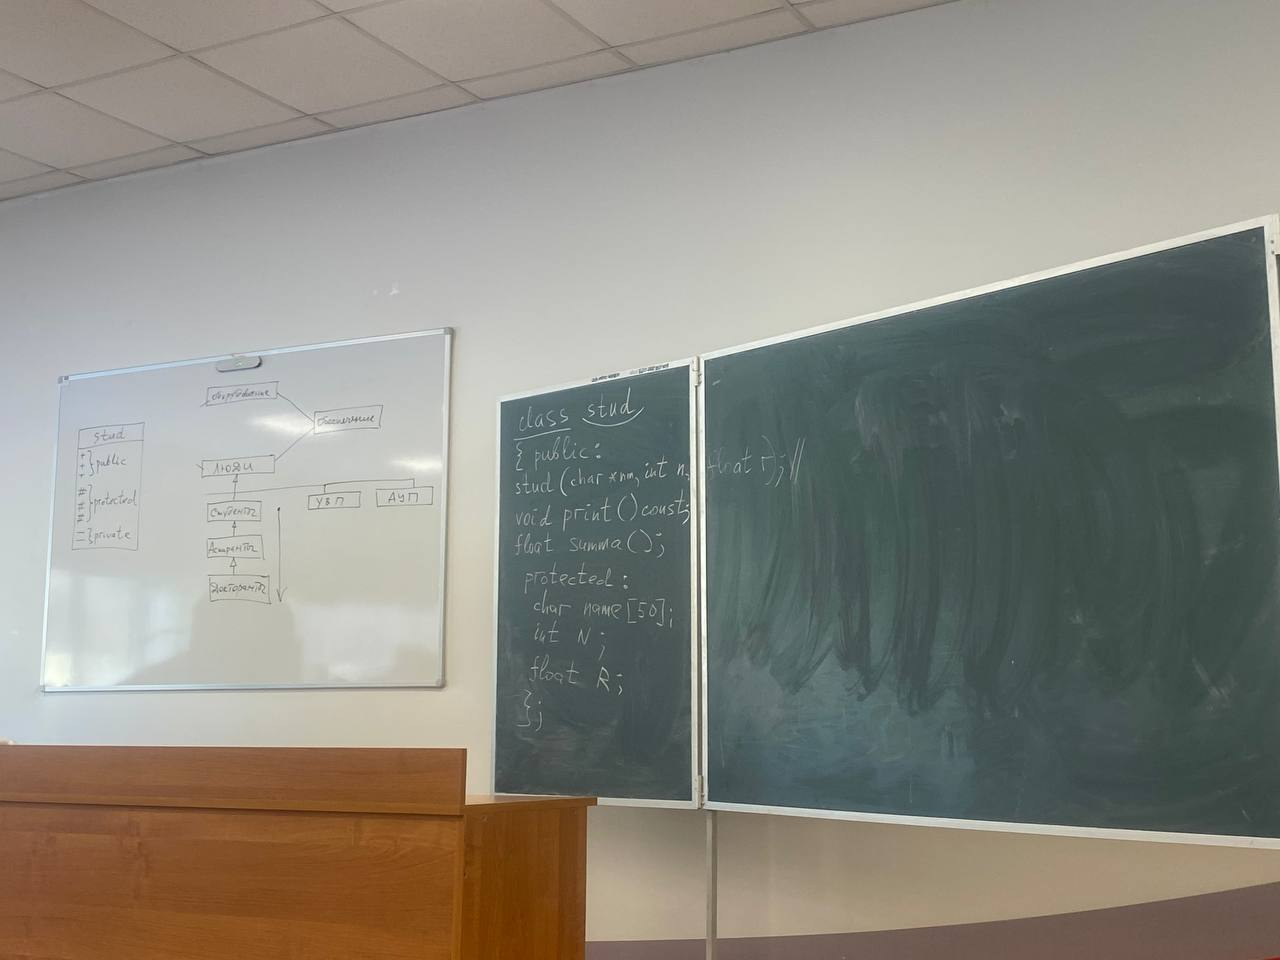 оборудование
обеспечение
stud
+
+ } public
+
#
# } protected
#
#
– } private
–
люди
УВП
АУП
Студенты
Аспиранты
Докторанты
class stud
{ public:
stud(char *nm, int n, float r); //
void print() const;
float summa();
protected:
char name[50];
int N;
float R;
};